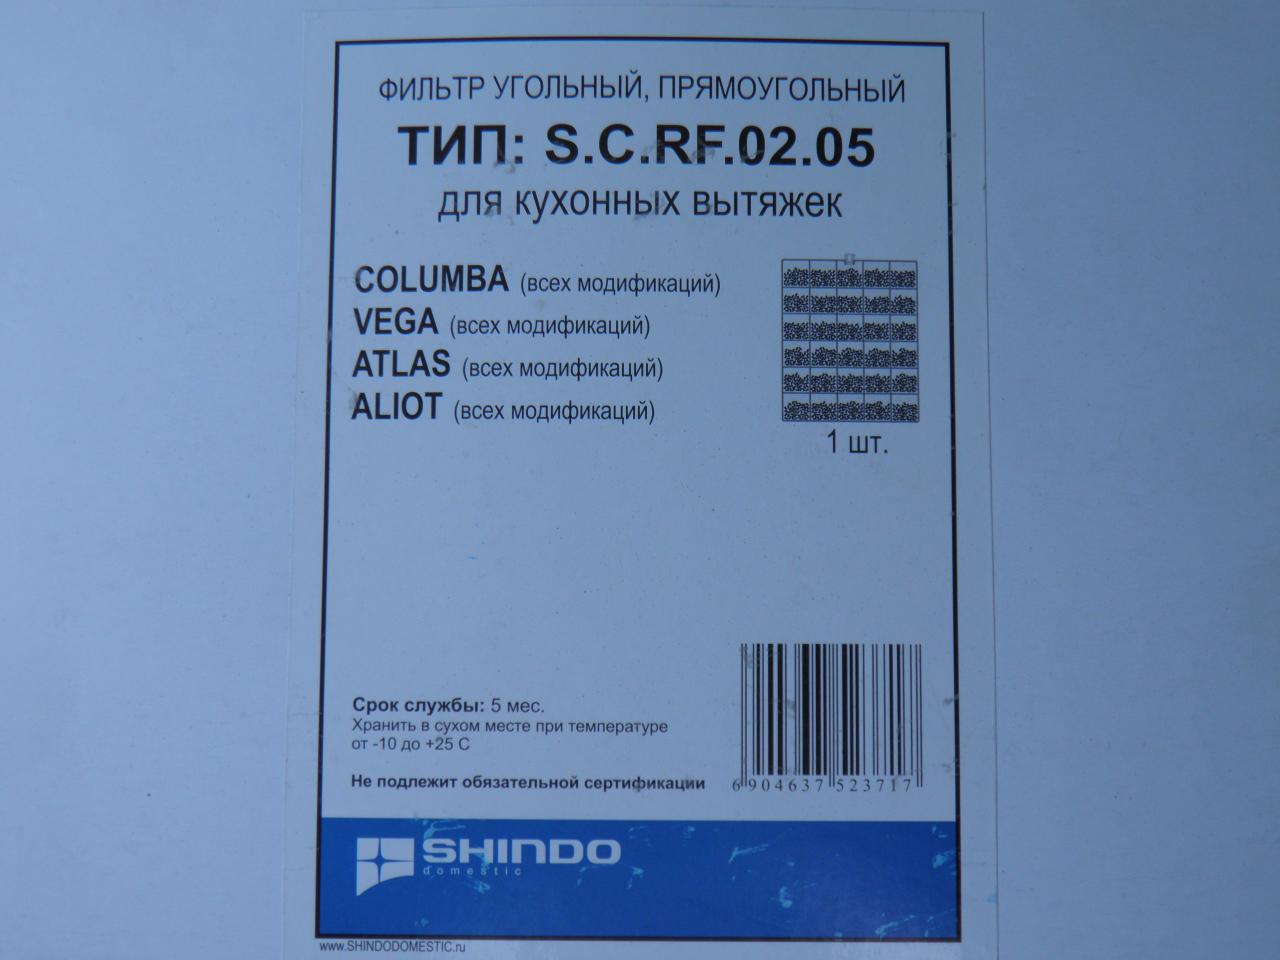 ФИЛЬТР УГОЛЬНЫЙ, ПРЯМОУГОЛЬНЫЙ
ТИП: S.C.RF.02.05
для кухонных вытяжек
COLUMBA (всех модификаций)
VEGA (всех модификаций)
ATLAS (всех модификаций)
ALIOT (всех модификаций)
1 шт.
Срок службы: 5 мес.
Хранить в сухом месте при температуре
от -10 до +25 С
Не подлежит обязательной сертификации
6904637523717
SHINDO
domestic
www.SHINDODOMESTIC.ru